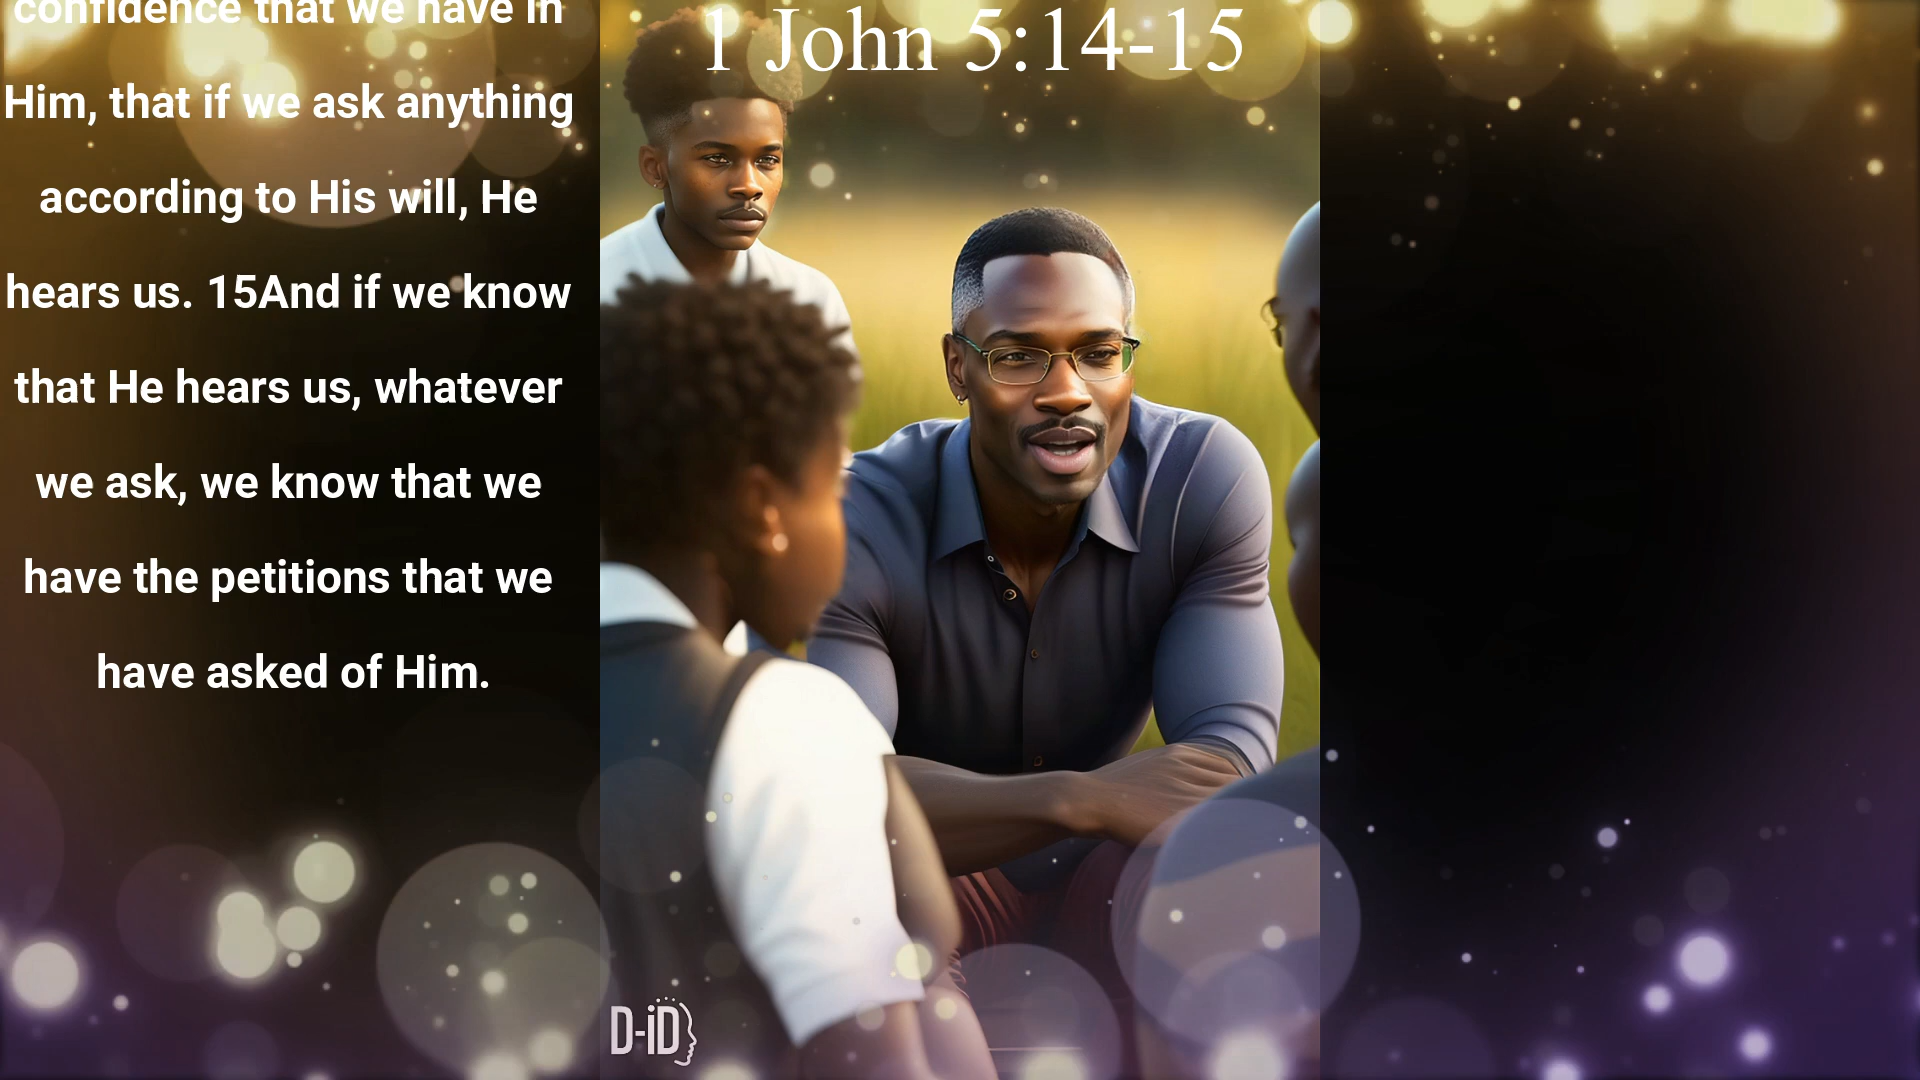 1 John 5:14-15
confidence that we have in
Him, that if we ask anything
according to His will, He
hears us. 15And if we know
that He hears us, whatever
we ask, we know that we
have the petitions that we
have asked of Him.
D-iD